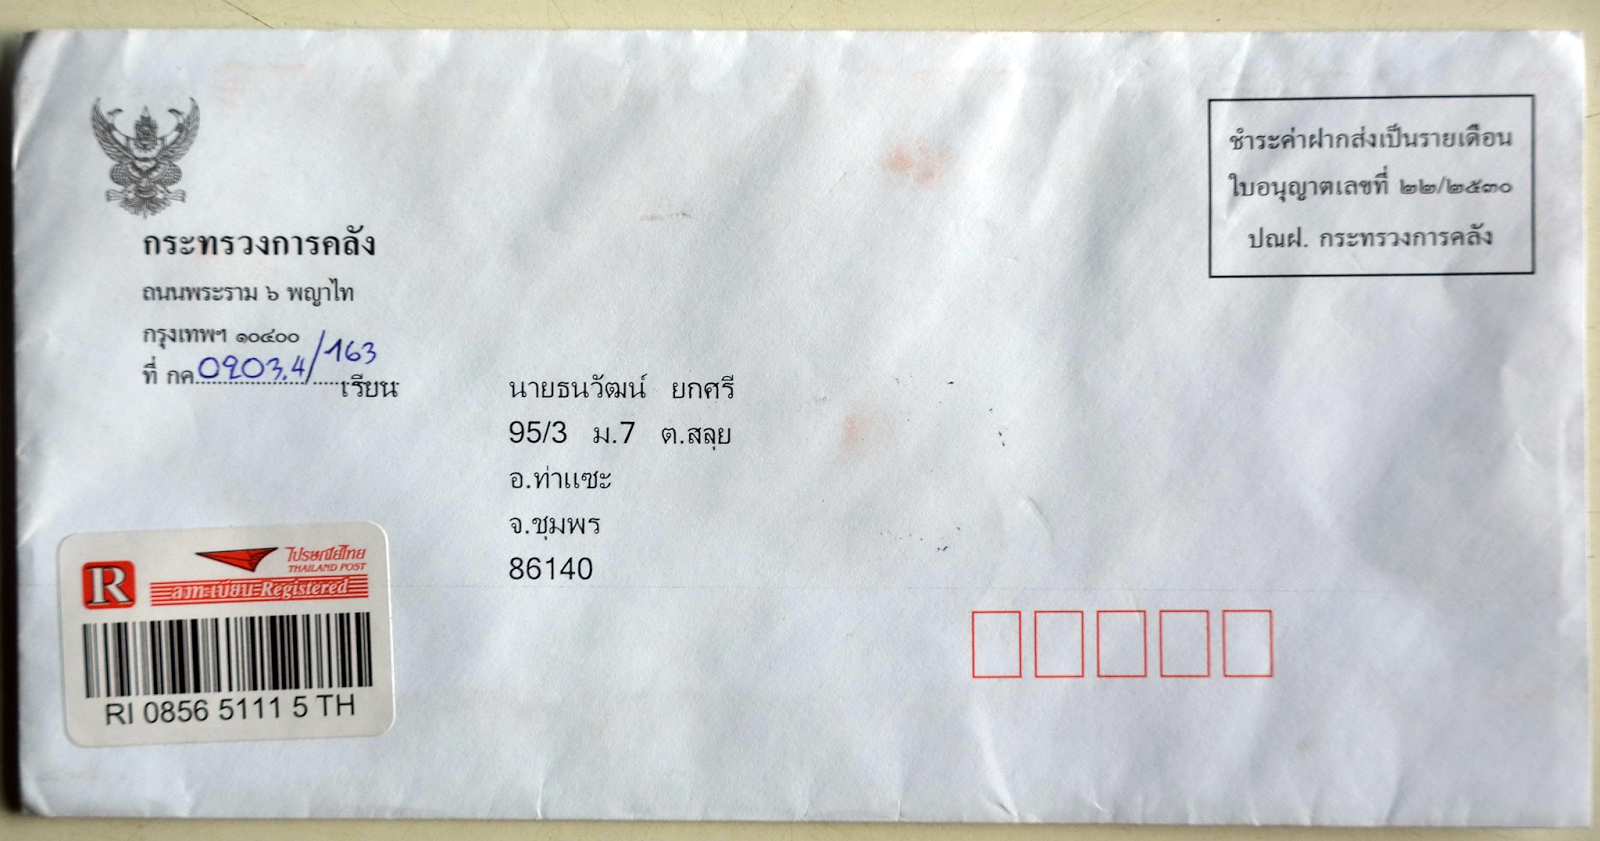 กระทรวงการคลัง
ถนนพระราม ๖ พญาไท
กรุงเทพฯ ๑๐๔๐๐
ที่ กค 0903.4/163
ชำระค่าฝากส่งเป็นรายเดือน
ใบอนุญาตเลขที่ ๒๒/๒๕๓๐
ปณฝ. กระทรวงการคลัง
เรียน นายธนวัฒน์ ยกศรี
95/3 ม.7 ต.สลุย
อ.ท่าแซะ
จ.ชุมพร
86140
R
ไปรษณีย์ไทย
THAILAND POST
ลงทะเบียน Registered
RI 0856 5111 5 TH